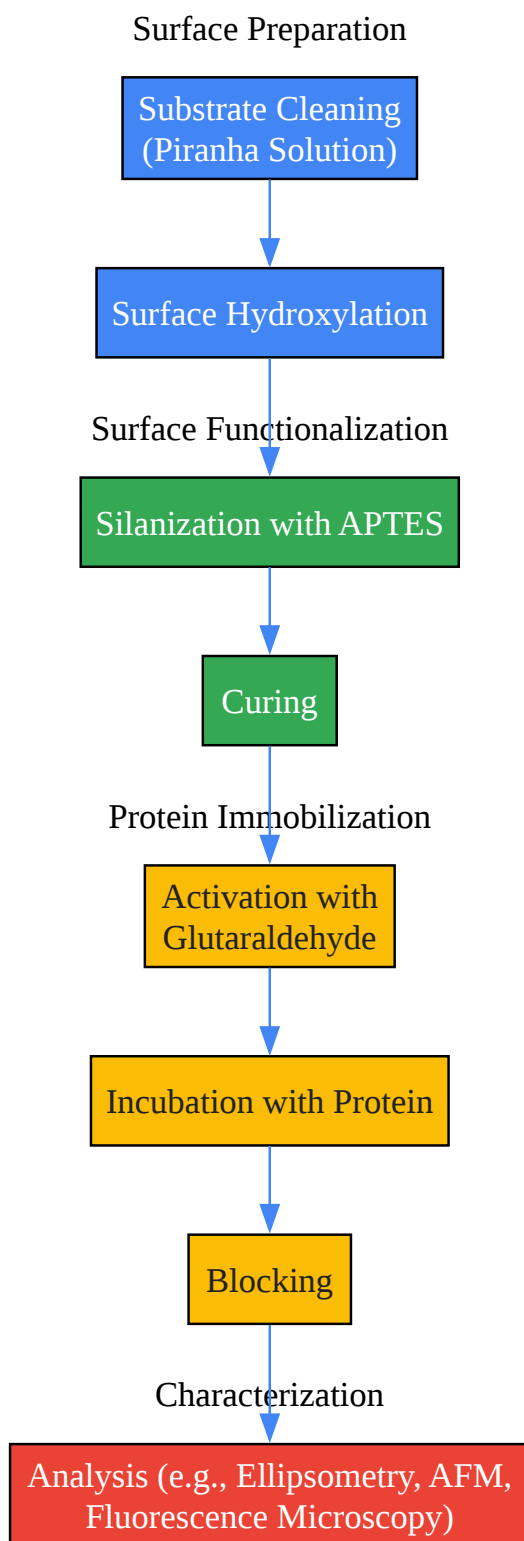 Surface Preparation
Substrate Cleaning
(Piranha Solution)
Surface Hydroxylation
Surface Functionalization
Silanization with APTES
Curing
Protein Immobilization
Activation with
Glutaraldehyde
Incubation with Protein
Blocking
Characterization
Analysis (e.g., Ellipsometry, AFM,
Fluorescence Microscopy)